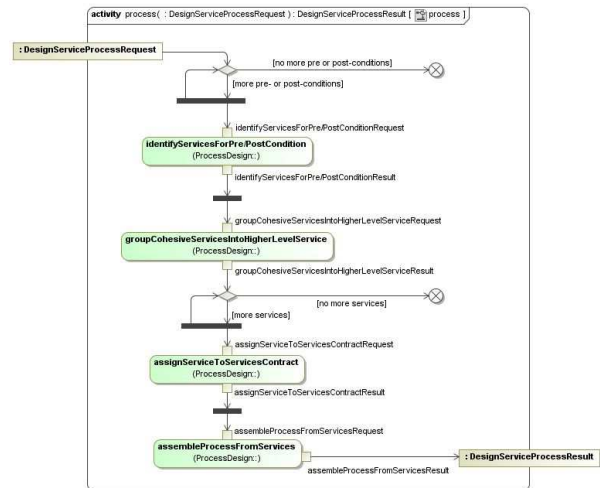 activity process( : DesignServiceProcessRequest ) : DesignServiceProcessResult [ process ]
: DesignServiceProcessRequest
[no more pre or post-conditions]
[more pre- or post-conditions]
identifyServicesForPre/PostConditionRequest
identifyServicesForPre/PostCondition
(ProcessDesign::)
identifyServicesForPre/PostConditionResult
groupCohesiveServicesIntoHigherLevelServiceRequest
groupCohesiveServicesIntoHigherLevelService
(ProcessDesign::)
groupCohesiveServicesIntoHigherLevelServiceResult
[no more services]
[more services]
assignServiceToServicesContractRequest
assignServiceToServicesContract
(ProcessDesign::)
assignServiceToServicesContractResult
assembleProcessFromServicesRequest
assembleProcessFromServices
(ProcessDesign::)
: DesignServiceProcessResult
assembleProcessFromServicesResult